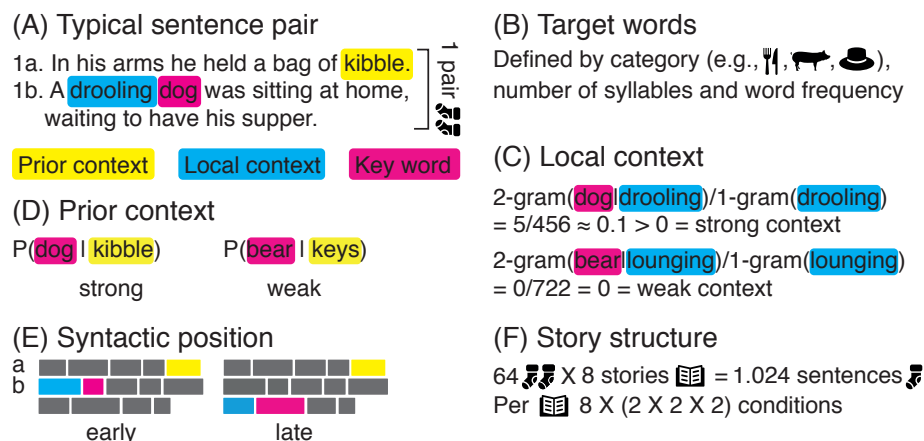 (A) Typical sentence pair
1a. In his arms he held a bag of kibble.
1b. A drooling dog was sitting at home,
waiting to have his supper.
1 pair
Prior context Local context Key word
(B) Target words
Defined by category (e.g., , , ),
number of syllables and word frequency
(C) Local context
2-gram(dog|drooling)/1-gram(drooling)
= 5/456 ≈ 0.1 > 0 = strong context
2-gram(bear|lounging)/1-gram(lounging)
= 0/722 = 0 = weak context
(D) Prior context
P(dog | kibble) P(bear | keys)
strong weak
(E) Syntactic position
a
b
early late
(F) Story structure
64 X 8 stories = 1.024 sentences
Per 8 X (2 X 2 X 2) conditions